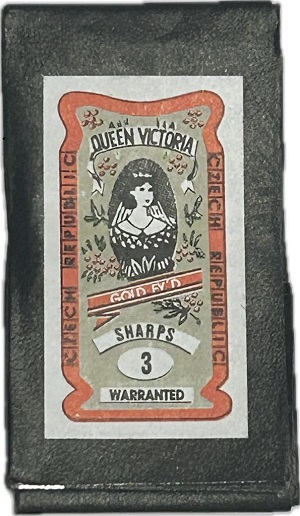 QUEEN VICTORIA
CZECH REPUBLIC
CZECH REPUBLIC
GOLD EY'D
SHARPS
3
WARRANTED